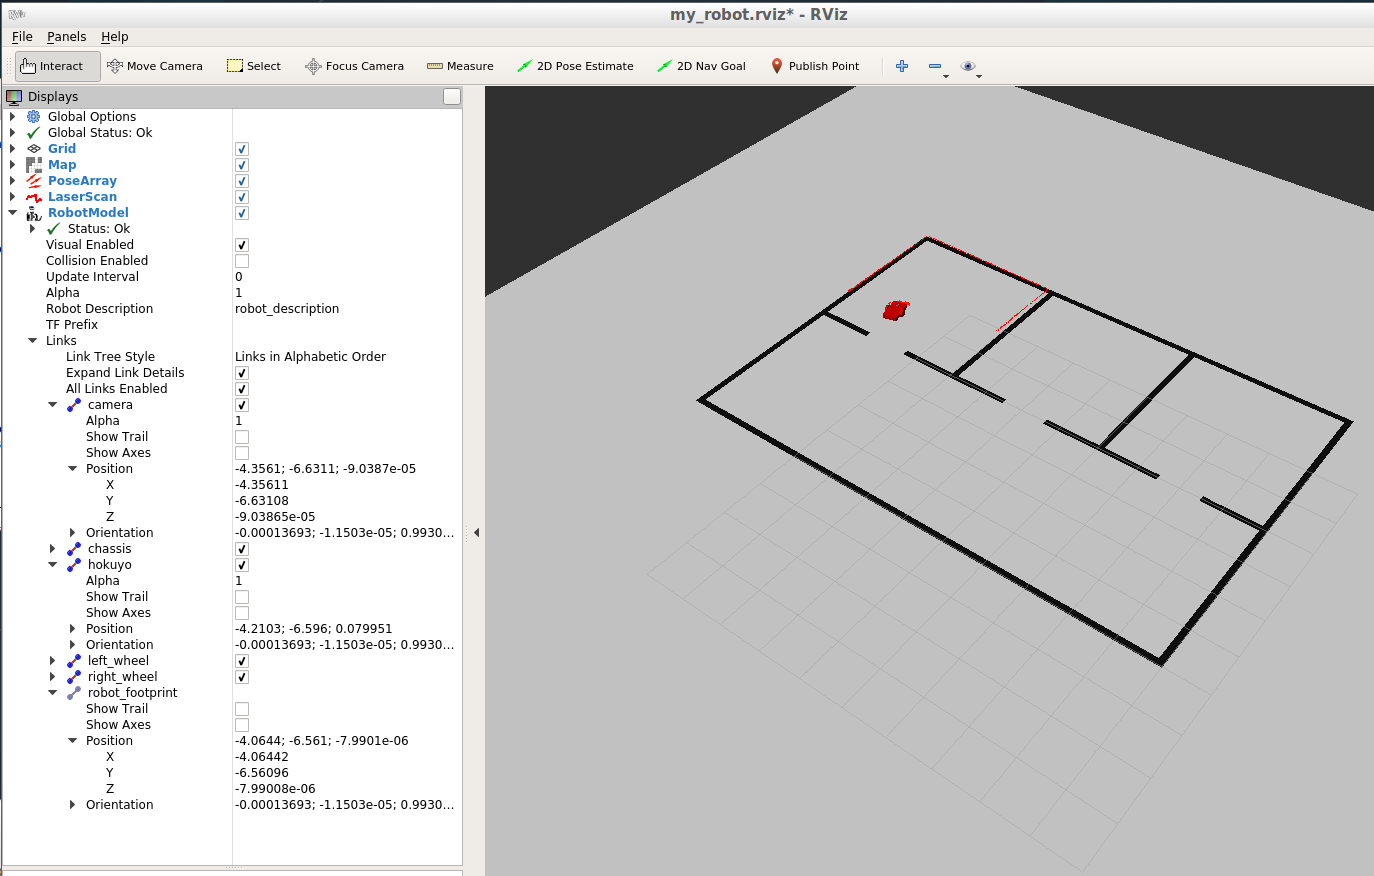 my_robot.rviz* - RViz
File Panels Help
Interact Move Camera Select Focus Camera Measure 2D Pose Estimate 2D Nav Goal Publish Point
Displays
Global Options
Global Status: Ok
Grid
Map
PoseArray
LaserScan
RobotModel
Status: Ok
Visual Enabled
Collision Enabled
Update Interval 0
Alpha 1
Robot Description robot_description
TF Prefix
Links
Link Tree Style Links in Alphabetic Order
Expand Link Details
All Links Enabled
camera
Alpha 1
Show Trail
Show Axes
Position -4.3561; -6.6311; -9.0387e-05
X -4.35611
Y -6.63108
Z -9.03865e-05
Orientation -0.00013693; -1.1503e-05; 0.9930...
chassis
hokuyo
Alpha 1
Show Trail
Show Axes
Position -4.2103; -6.596; 0.079951
Orientation -0.00013693; -1.1503e-05; 0.9930...
left_wheel
right_wheel
robot_footprint
Show Trail
Show Axes
Position -4.0644; -6.561; -7.9901e-06
X -4.06442
Y -6.56096
Z -7.99008e-06
Orientation -0.00013693; -1.1503e-05; 0.9930...